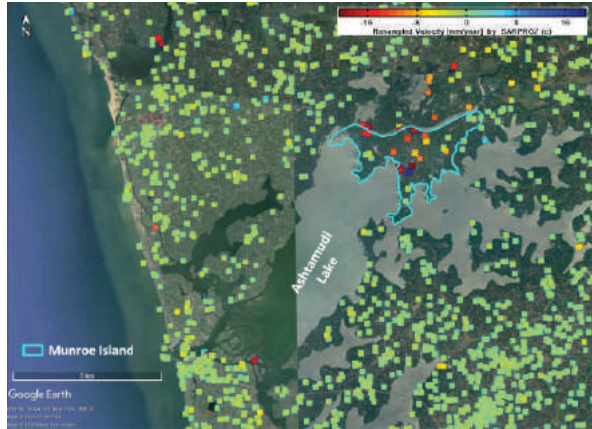 N
-16 -8 0 8 16
Resampled Velocity [mm/year] by SARPROZ (c)
Ashtamudi
Lake
Munroe Island
Google Earth